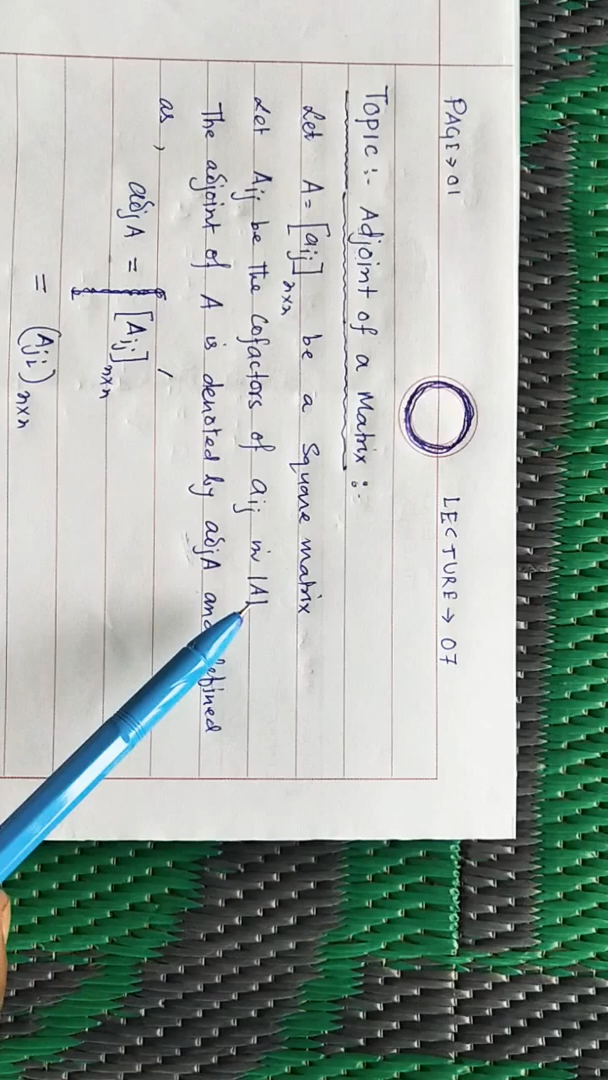 PAGE→01 LECTURE→07
Topic:- Adjoint of a Matrix:-
Let A = [aij]n×n be a Square matrix
Let Aij be the Cofactors of aij in |A|
The adjoint of A is denoted by adjA and defined
as,
adjA = [Aij]'n×n
= (Aji)n×n